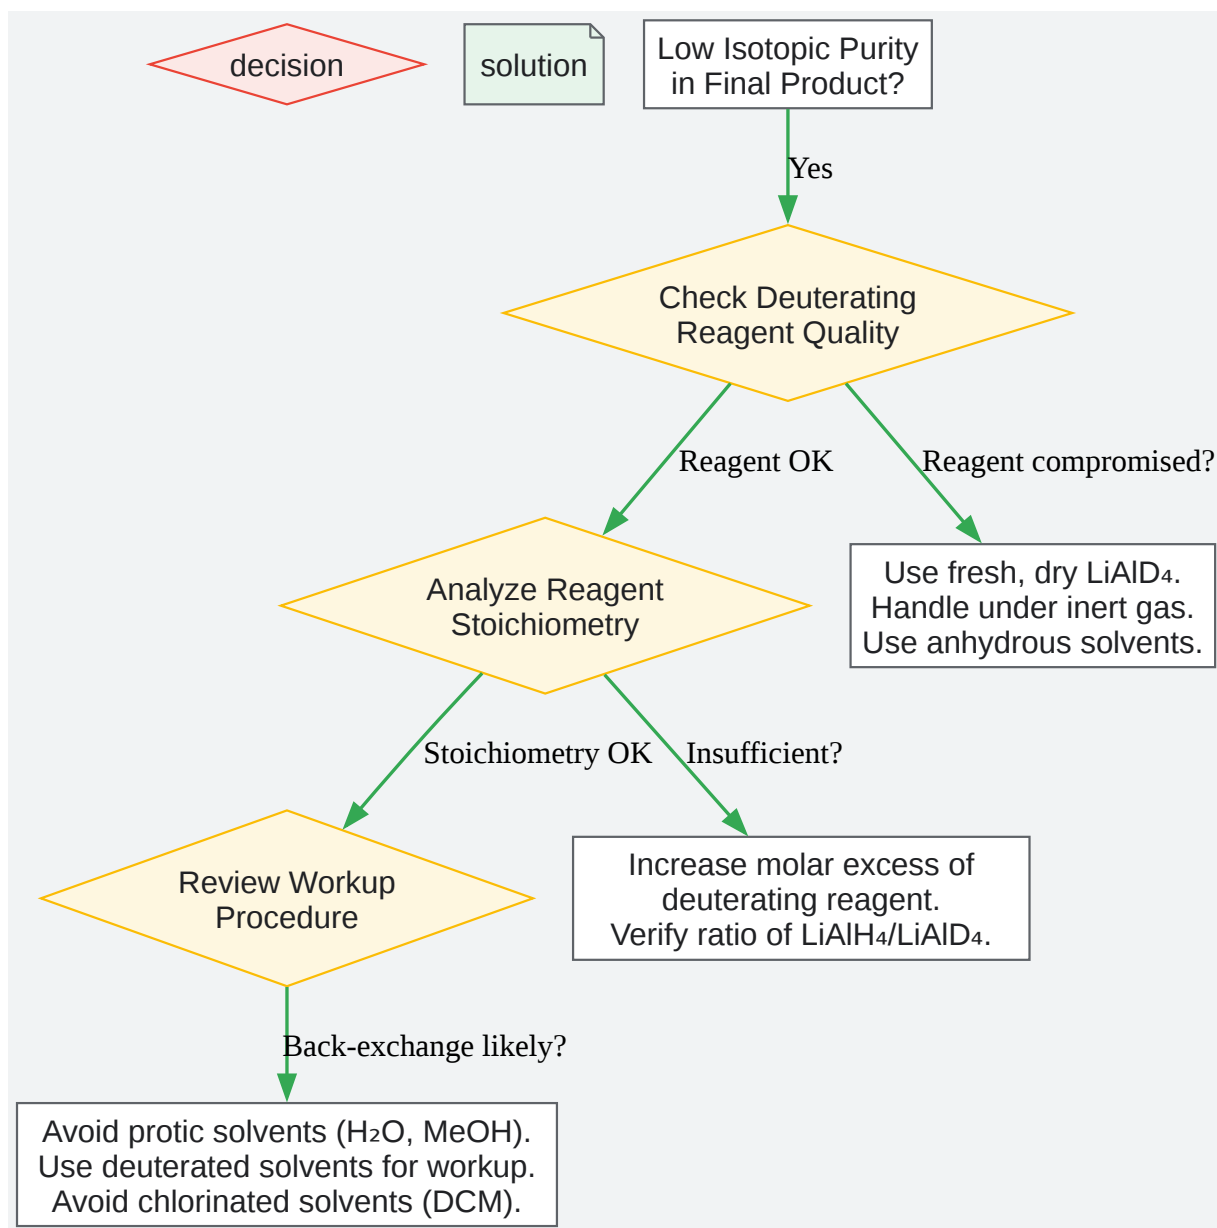 decision
solution
Low Isotopic Purity
in Final Product?
Yes
Check Deuterating
Reagent Quality
Reagent OK
Reagent compromised?
Use fresh, dry LiAlD₄.
Handle under inert gas.
Use anhydrous solvents.
Analyze Reagent
Stoichiometry
Stoichiometry OK
Insufficient?
Increase molar excess of
deuterating reagent.
Verify ratio of LiAlH₄/LiAlD₄.
Review Workup
Procedure
Back-exchange likely?
Avoid protic solvents (H₂O, MeOH).
Use deuterated solvents for workup.
Avoid chlorinated solvents (DCM).